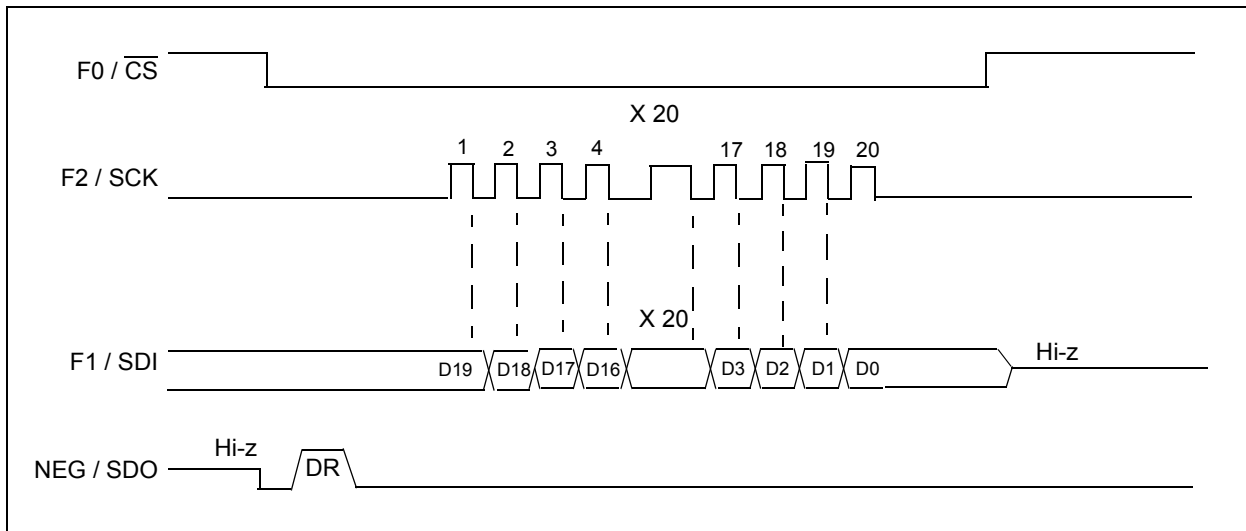 F0 / CS
X 20
1 2 3 4 17 18 19 20
F2 / SCK
X 20
F1 / SDI
D19 D18 D17 D16 D3 D2 D1 D0
Hi-z
Hi-z
NEG / SDO
DR